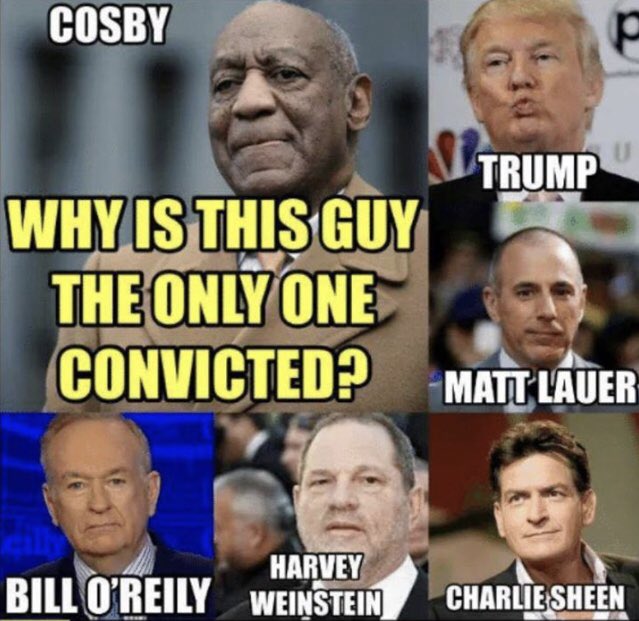 COSBY
TRUMP
WHY IS THIS GUY
THE ONLY ONE
CONVICTED?
MATT LAUER
BILL O'REILY
HARVEY
WEINSTEIN
CHARLIE SHEEN